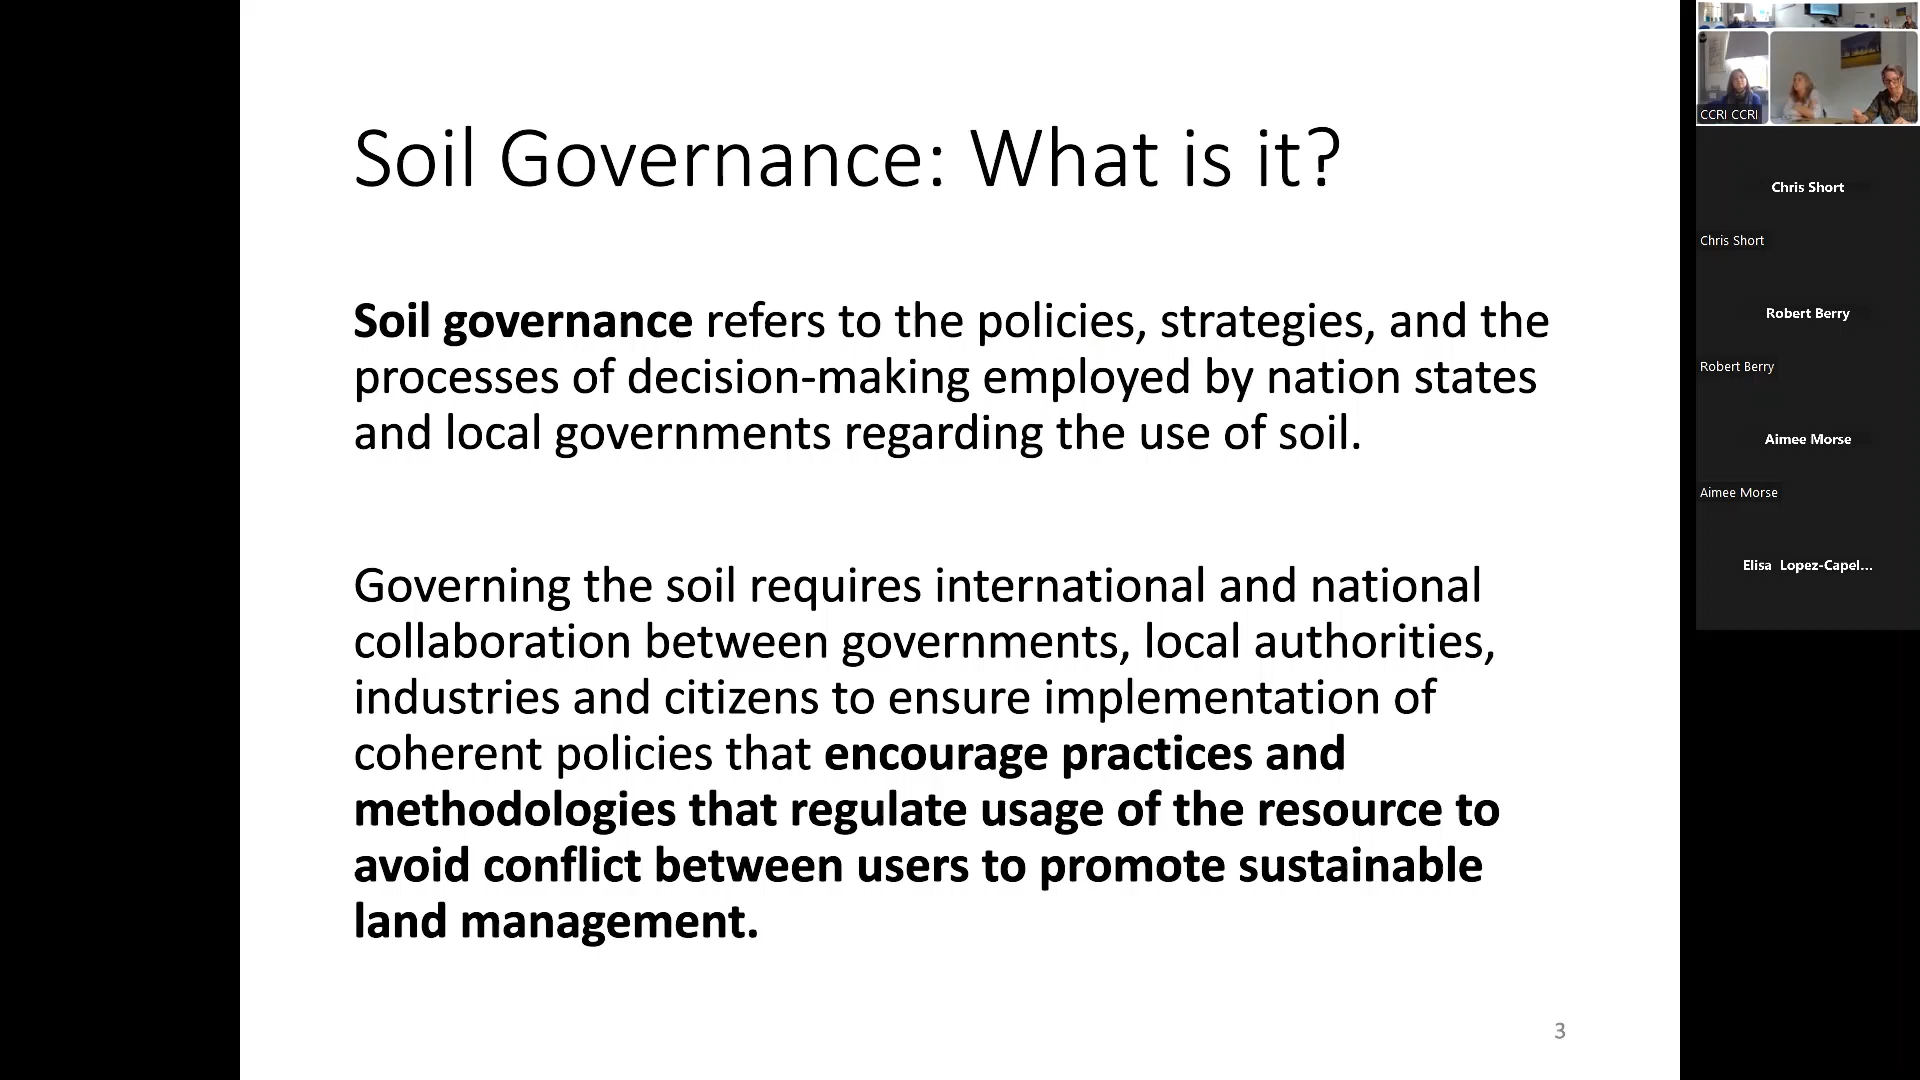 Soil Governance: What is it?
Soil governance refers to the policies, strategies, and the
processes of decision-making employed by nation states
and local governments regarding the use of soil.
Governing the soil requires international and national
collaboration between governments, local authorities,
industries and citizens to ensure implementation of
coherent policies that encourage practices and
methodologies that regulate usage of the resource to
avoid conflict between users to promote sustainable
land management.
3
CCRI CCRI
Chris Short
Chris Short
Robert Berry
Robert Berry
Aimee Morse
Aimee Morse
Elisa Lopez-Capel...